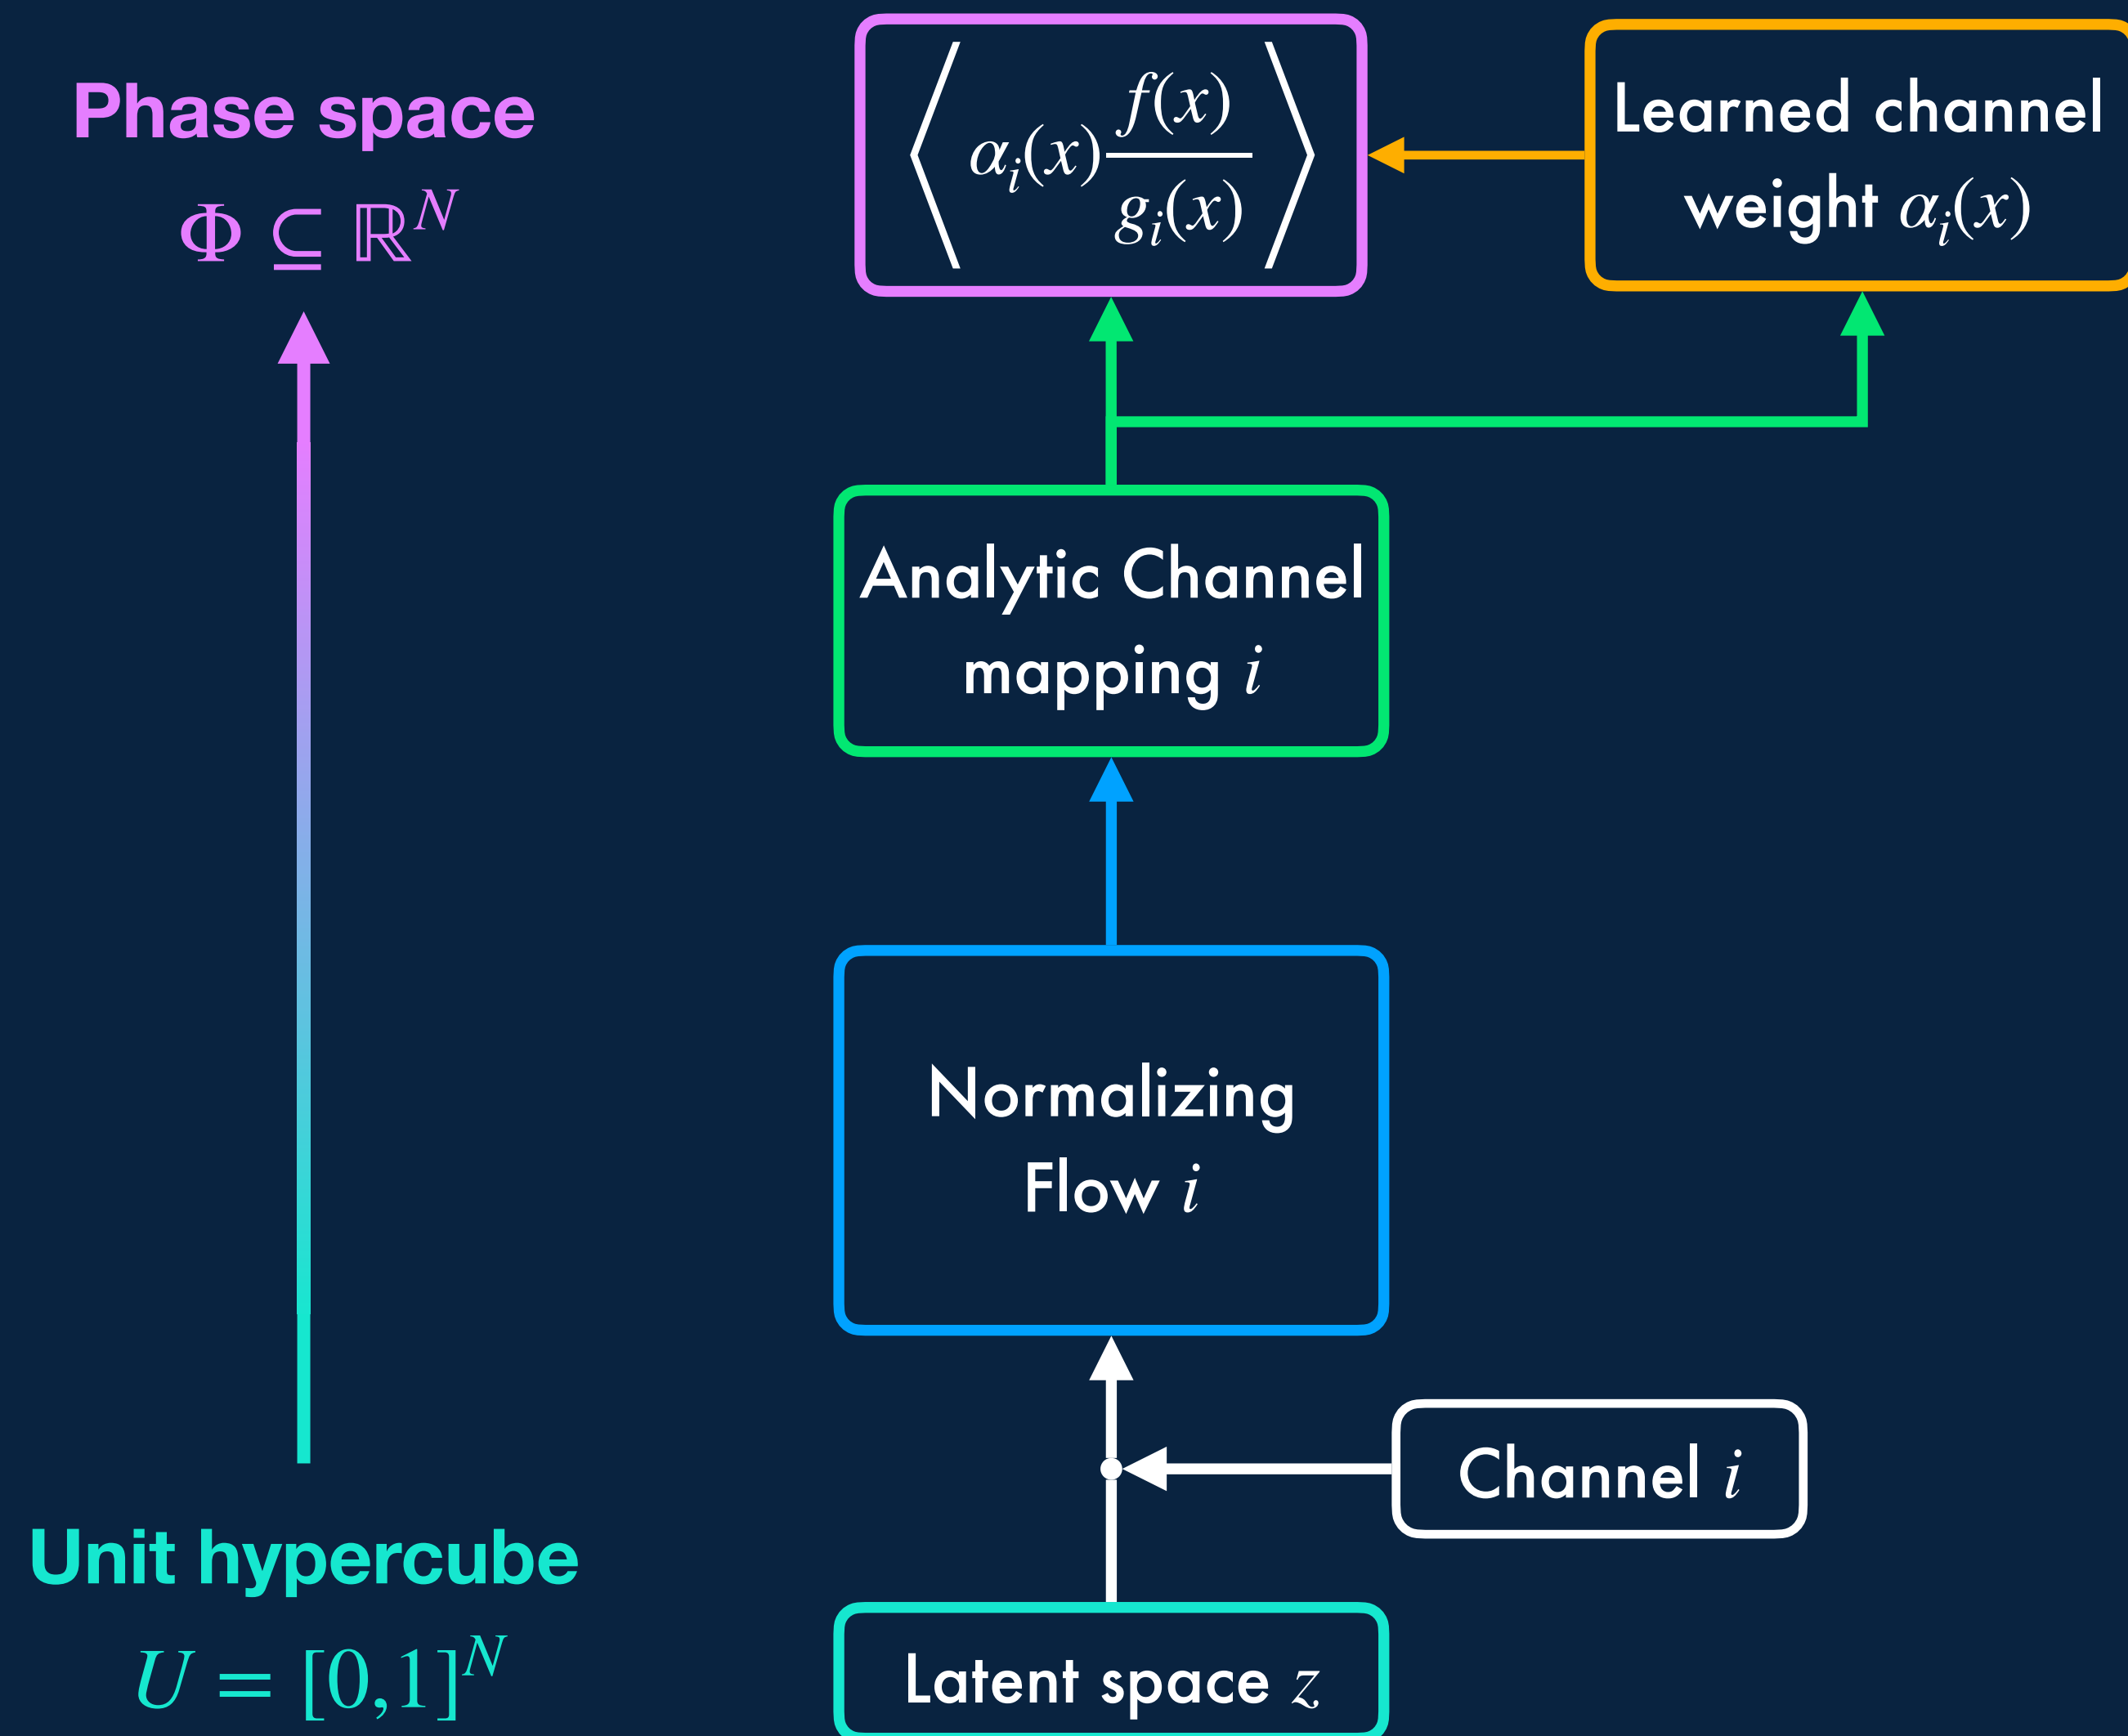 Phase space
Φ ⊆ ℝ^N
⟨ α_i(x) f(x) / g_i(x) ⟩
Learned channel
weight α_i(x)
Analytic Channel
mapping i
Normalizing
Flow i
Channel i
Unit hypercube
U = [0,1]^N
Latent space z